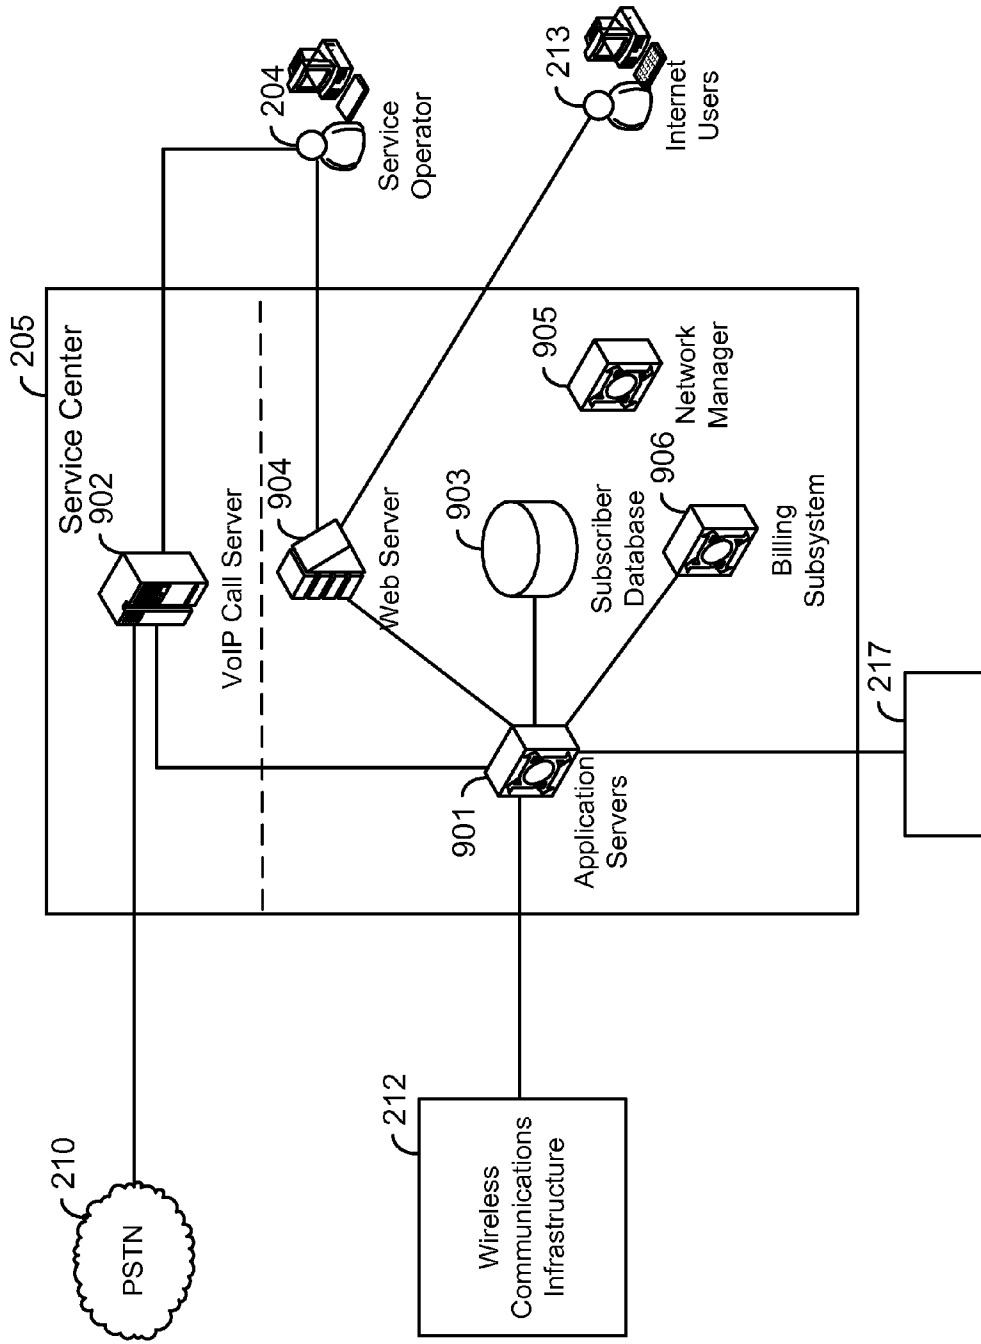 205
Service Center
902
VoIP Call Server
204
Service
Operator
210
PSTN
904
Web Server
213
Internet
Users
905
Network
Manager
903
Subscriber
Database
906
Billing
Subsystem
901
Application
Servers
212
Wireless
Communications
Infrastructure
217